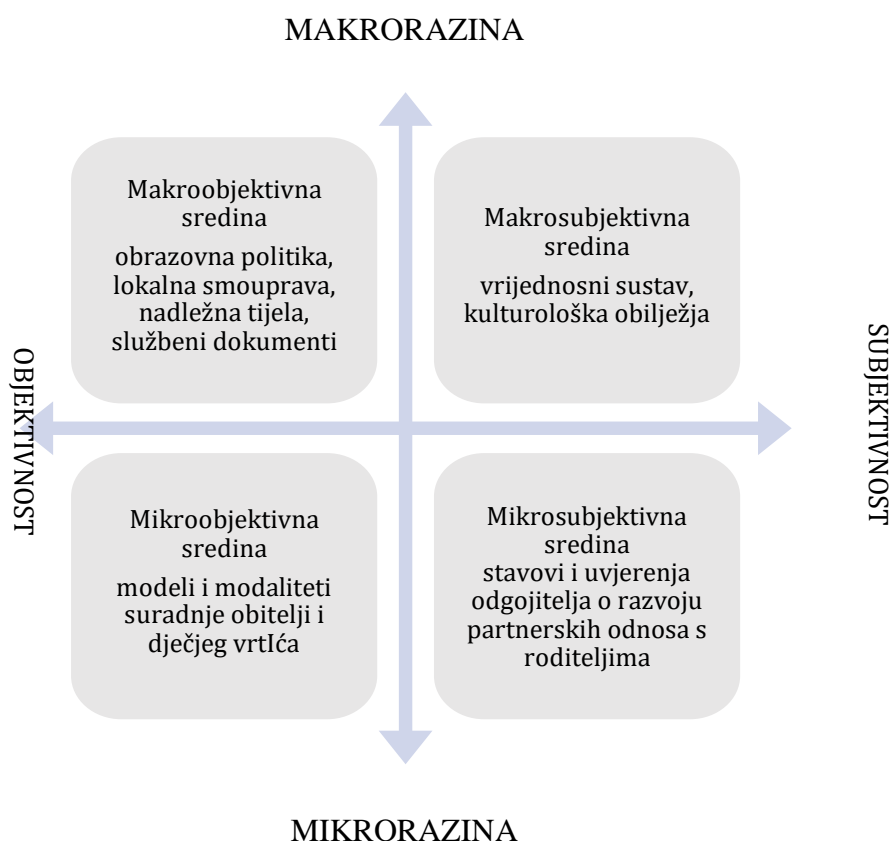 MAKRORAZINA
Makroobjektivna
sredina
obrazovna politika,
lokalna smouprava,
nadležna tijela,
službeni dokumenti
Makrosubjektivna
sredina
vrijednosni sustav,
kulturološka obilježja
OBJEKTIVNOST
SUBJEKTIVNOST
Mikroobjektivna
sredina
modeli i modaliteti
suradnje obitelji i
dječjeg vrtIća
Mikrosubjektivna
sredina
stavovi i uvjerenja
odgojitelja o razvoju
partnerskih odnosa s
roditeljima
MIKRORAZINA